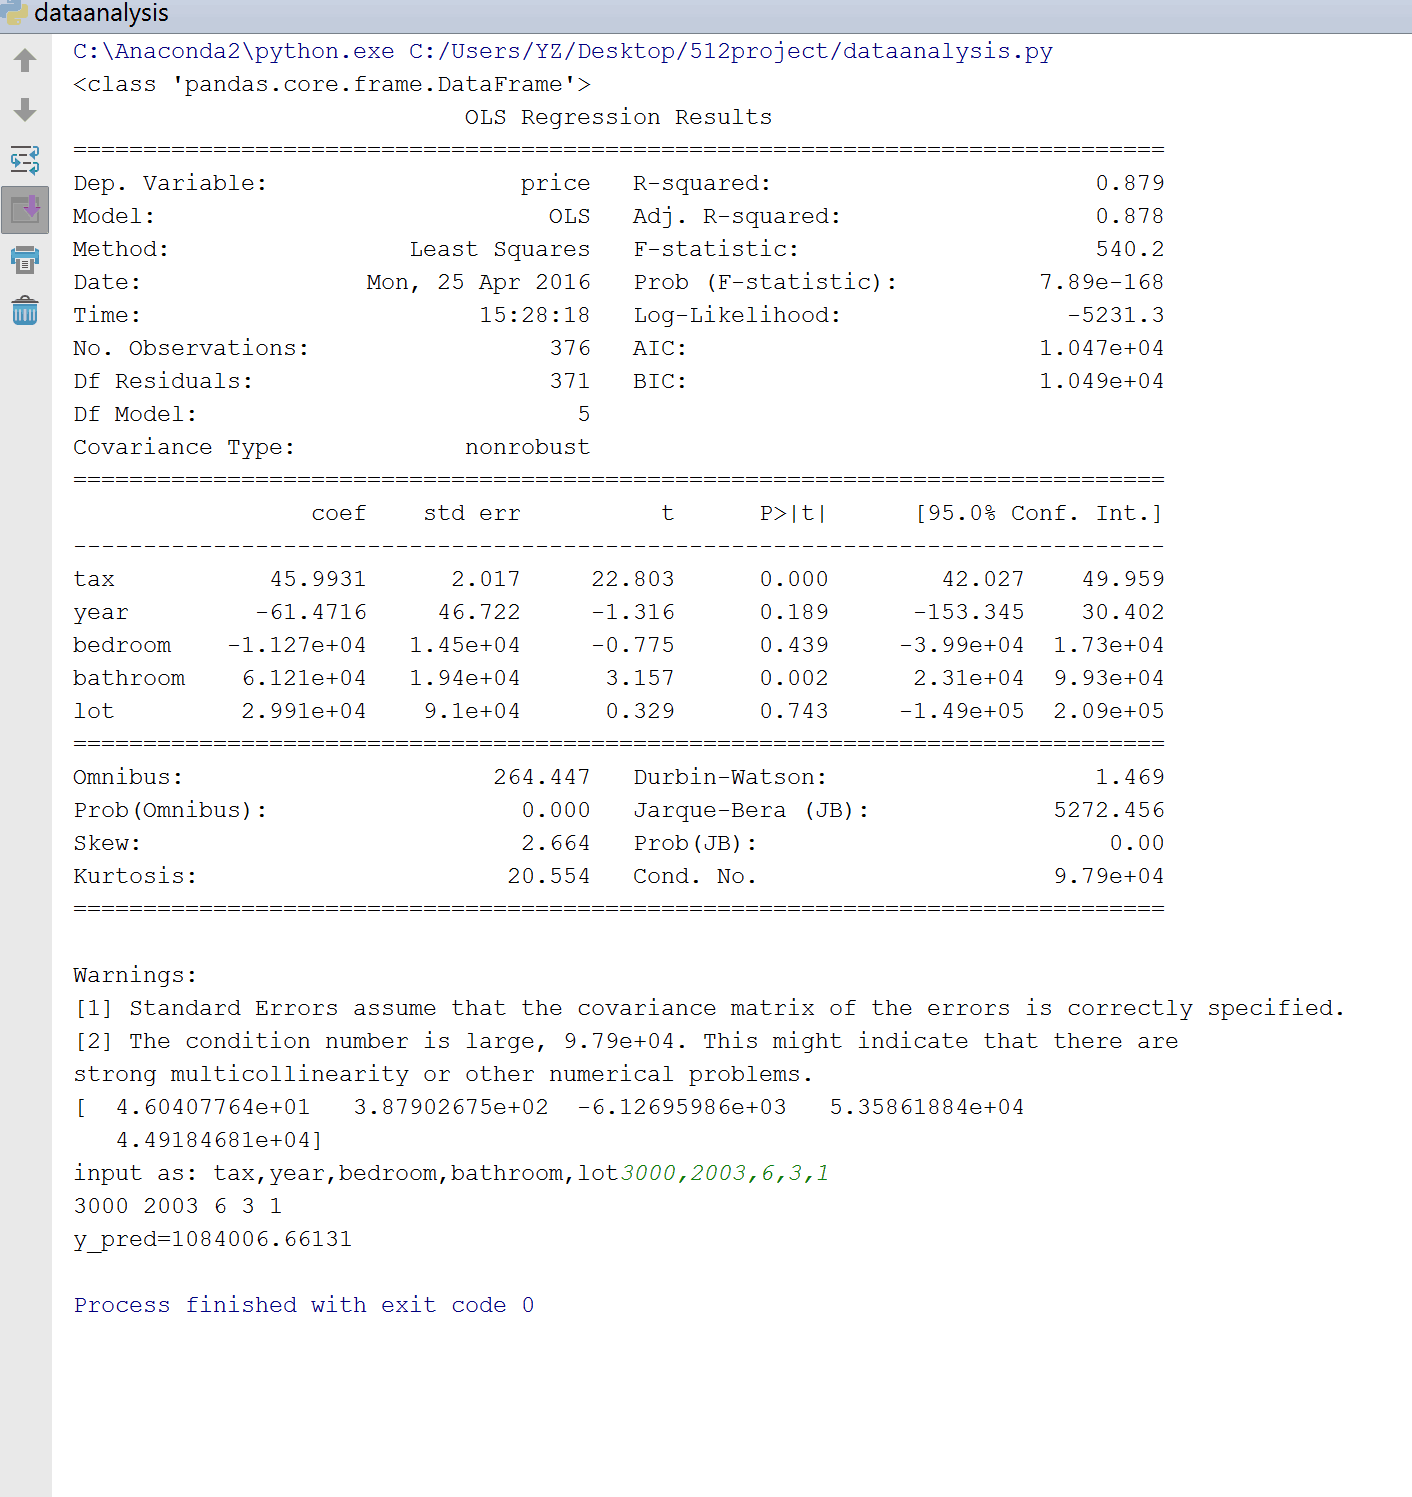 dataanalysis
C:\Anaconda2\python.exe C:/Users/YZ/Desktop/512project/dataanalysis.py
<class 'pandas.core.frame.DataFrame'>
                            OLS Regression Results
==============================================================================
Dep. Variable:                  price   R-squared:                       0.879
Model:                            OLS   Adj. R-squared:                  0.878
Method:                 Least Squares   F-statistic:                     540.2
Date:                Mon, 25 Apr 2016   Prob (F-statistic):          7.89e-168
Time:                        15:28:18   Log-Likelihood:                -5231.3
No. Observations:                 376   AIC:                         1.047e+04
Df Residuals:                     371   BIC:                         1.049e+04
Df Model:                           5
Covariance Type:            nonrobust
==============================================================================
                 coef    std err          t      P>|t|      [95.0% Conf. Int.]
------------------------------------------------------------------------------
tax           45.9931      2.017     22.803      0.000        42.027    49.959
year         -61.4716     46.722     -1.316      0.189      -153.345    30.402
bedroom    -1.127e+04   1.45e+04     -0.775      0.439     -3.99e+04  1.73e+04
bathroom    6.121e+04   1.94e+04      3.157      0.002      2.31e+04  9.93e+04
lot         2.991e+04    9.1e+04      0.329      0.743     -1.49e+05  2.09e+05
==============================================================================
Omnibus:                      264.447   Durbin-Watson:                   1.469
Prob(Omnibus):                  0.000   Jarque-Bera (JB):             5272.456
Skew:                           2.664   Prob(JB):                         0.00
Kurtosis:                      20.554   Cond. No.                     9.79e+04
==============================================================================
Warnings:
[1] Standard Errors assume that the covariance matrix of the errors is correctly specified.
[2] The condition number is large, 9.79e+04. This might indicate that there are
strong multicollinearity or other numerical problems.
[  4.60407764e+01   3.87902675e+02  -6.12695986e+03   5.35861884e+04
   4.49184681e+04]
input as: tax,year,bedroom,bathroom,lot3000,2003,6,3,1
3000 2003 6 3 1
y_pred=1084006.66131
Process finished with exit code 0